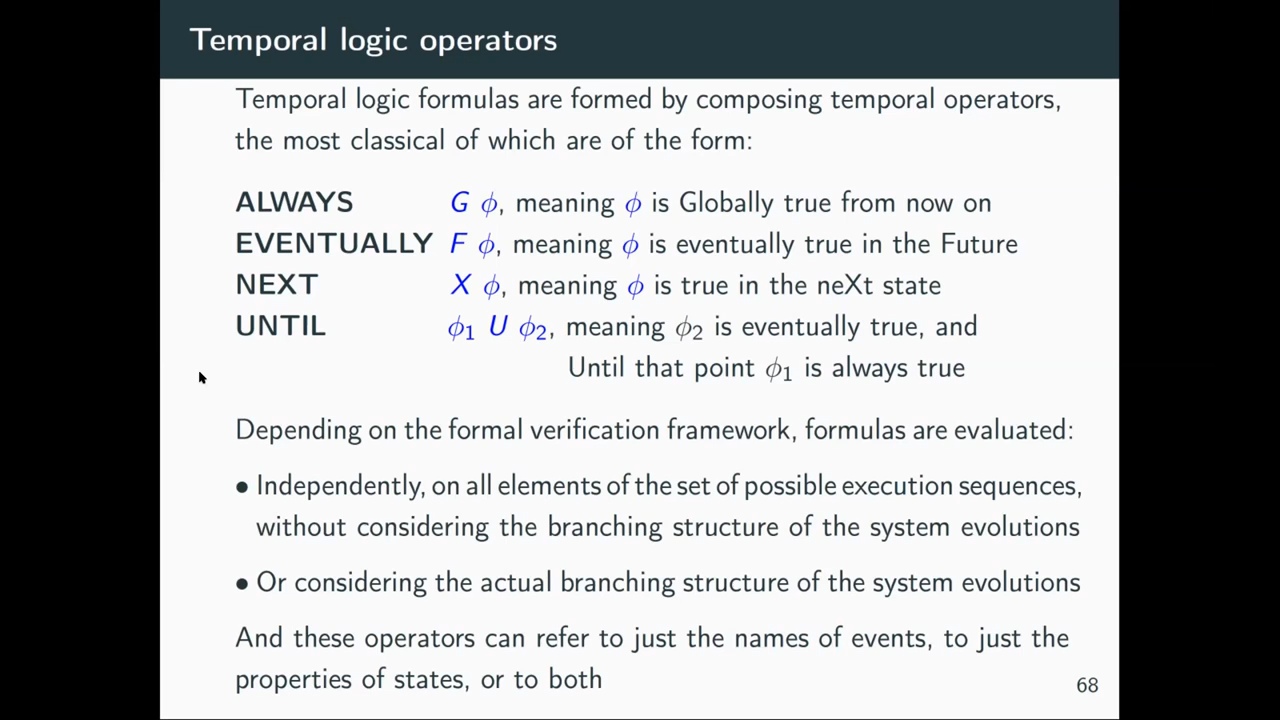 Temporal logic operators
Temporal logic formulas are formed by composing temporal operators,
the most classical of which are of the form:
ALWAYS G ϕ, meaning ϕ is Globally true from now on
EVENTUALLY F ϕ, meaning ϕ is eventually true in the Future
NEXT X ϕ, meaning ϕ is true in the neXt state
UNTIL ϕ₁ U ϕ₂, meaning ϕ₂ is eventually true, and
Until that point ϕ₁ is always true
Depending on the formal verification framework, formulas are evaluated:
• Independently, on all elements of the set of possible execution sequences,
without considering the branching structure of the system evolutions
• Or considering the actual branching structure of the system evolutions
And these operators can refer to just the names of events, to just the
properties of states, or to both
68